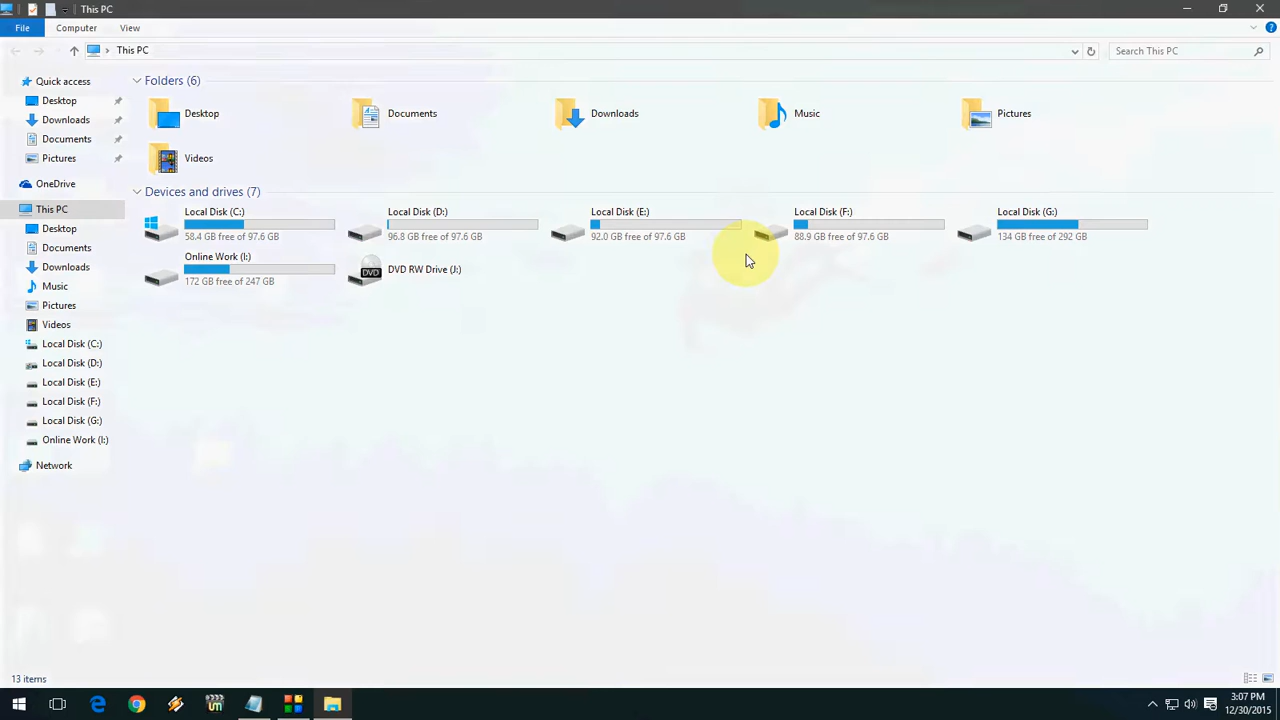 This PC
File
Computer
View
This PC
Search This PC
Quick access
Desktop
Downloads
Documents
Pictures
OneDrive
This PC
Desktop
Documents
Downloads
Music
Pictures
Videos
Local Disk (C:)
Local Disk (D:)
Local Disk (E:)
Local Disk (F:)
Local Disk (G:)
Online Work (I:)
Network
Folders (6)
Desktop
Documents
Downloads
Music
Pictures
Videos
Devices and drives (7)
Local Disk (C:)
58.4 GB free of 97.6 GB
Local Disk (D:)
96.8 GB free of 97.6 GB
Local Disk (E:)
92.0 GB free of 97.6 GB
Local Disk (F:)
88.9 GB free of 97.6 GB
Local Disk (G:)
134 GB free of 292 GB
Online Work (I:)
172 GB free of 247 GB
DVD
DVD RW Drive (J:)
13 items
um
3:07 PM
12/30/2015